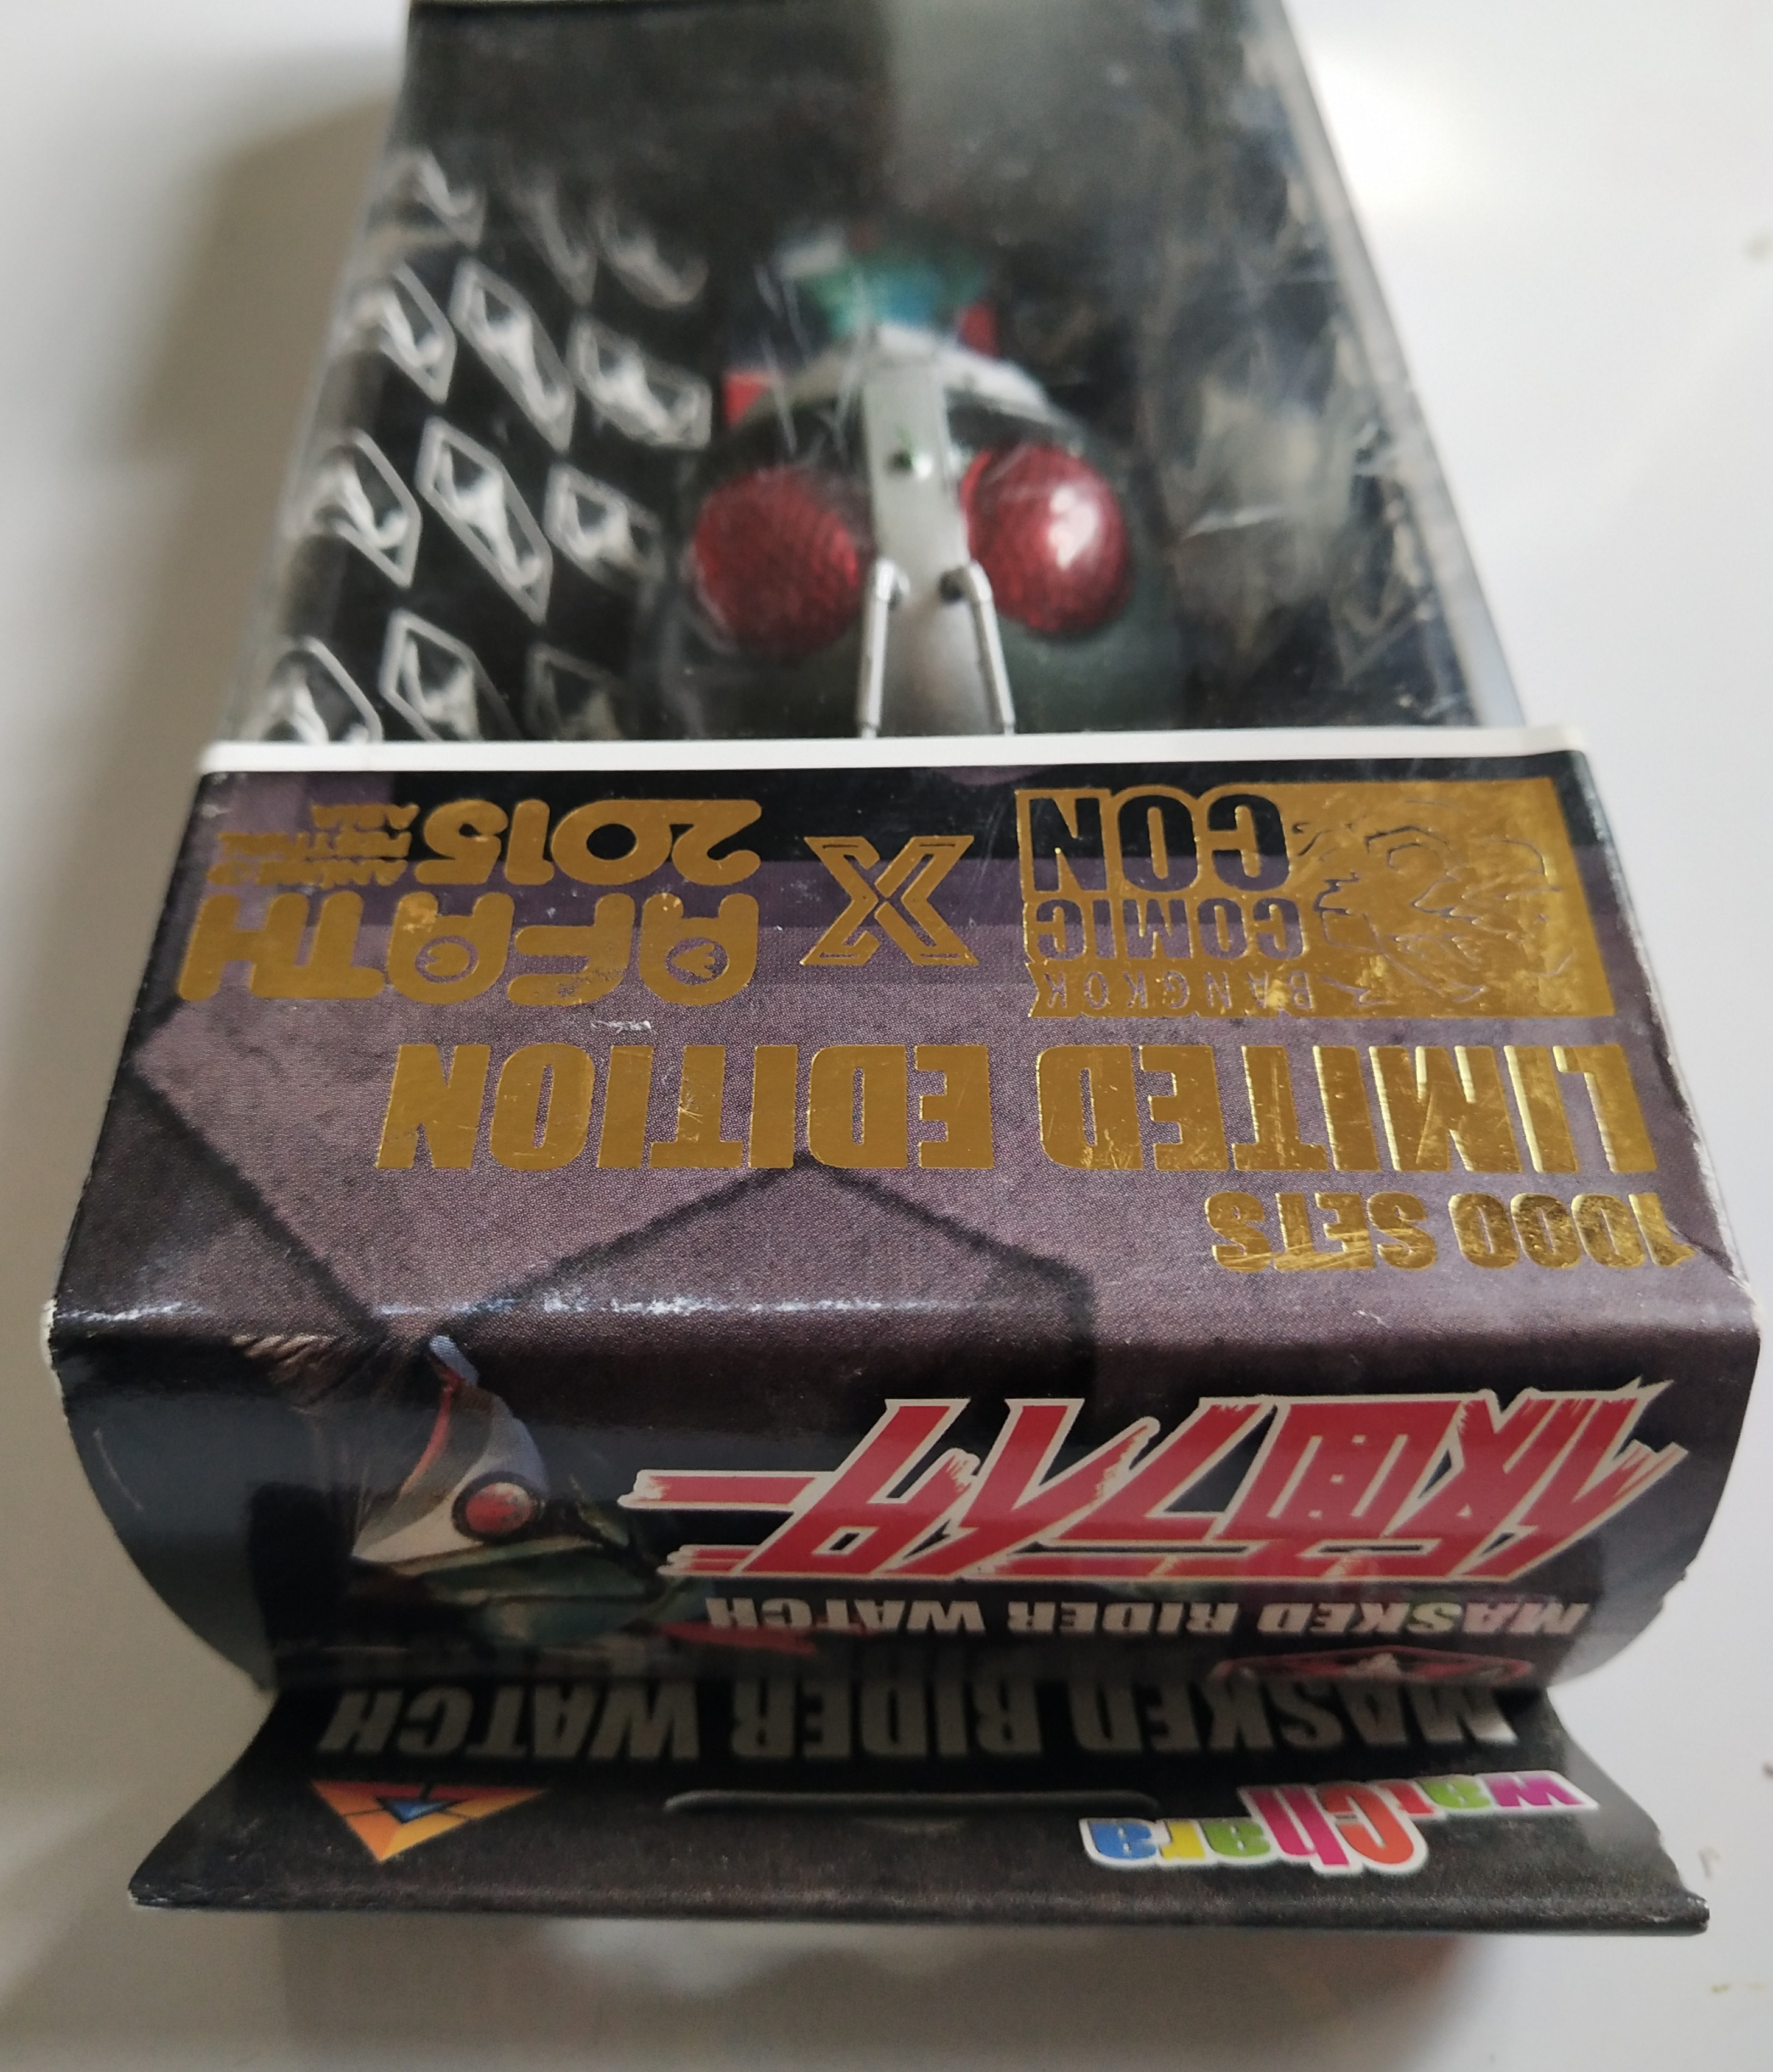 watChara
MASKED RIDER WATCH
MASKED RIDER WATCH
仮面ライダー
1000 SETS
LIMITED EDITION
BANGKOK
COMIC
CON
X
AFATH
2015